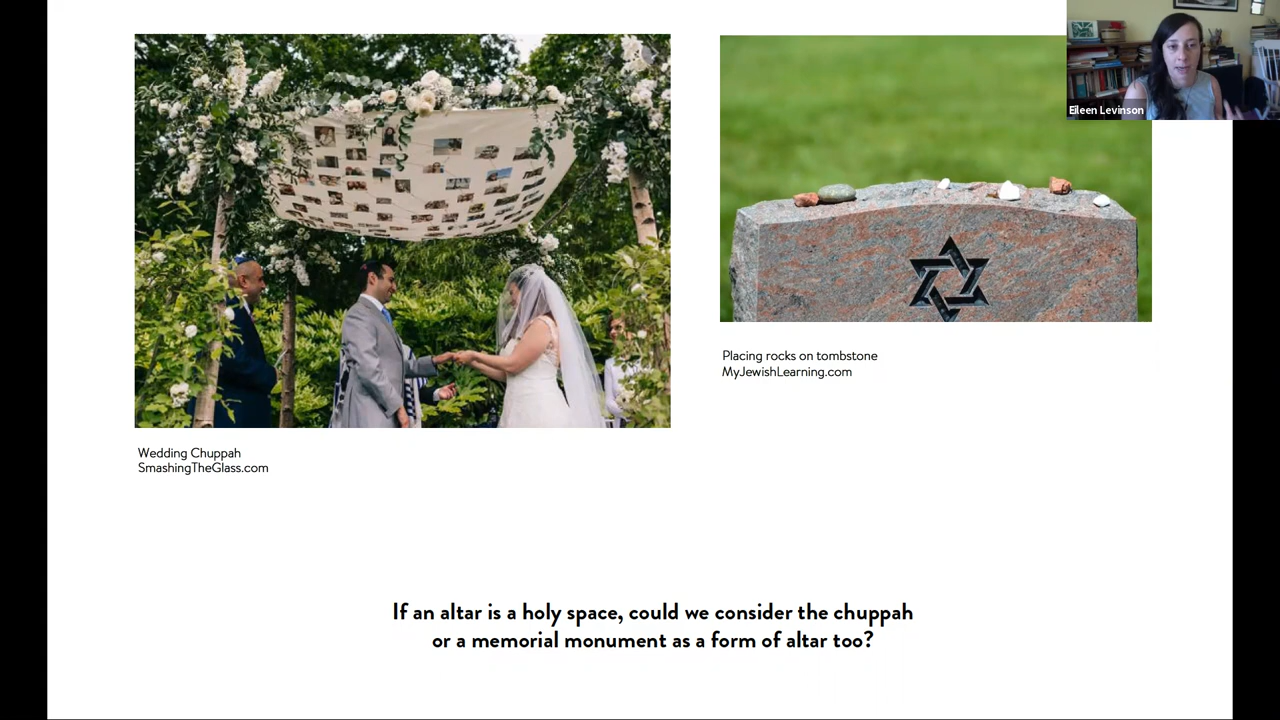 Eileen Levinson
Placing rocks on tombstone
MyJewishLearning.com
Wedding Chuppah
SmashingTheGlass.com
If an altar is a holy space, could we consider the chuppah
or a memorial monument as a form of altar too?